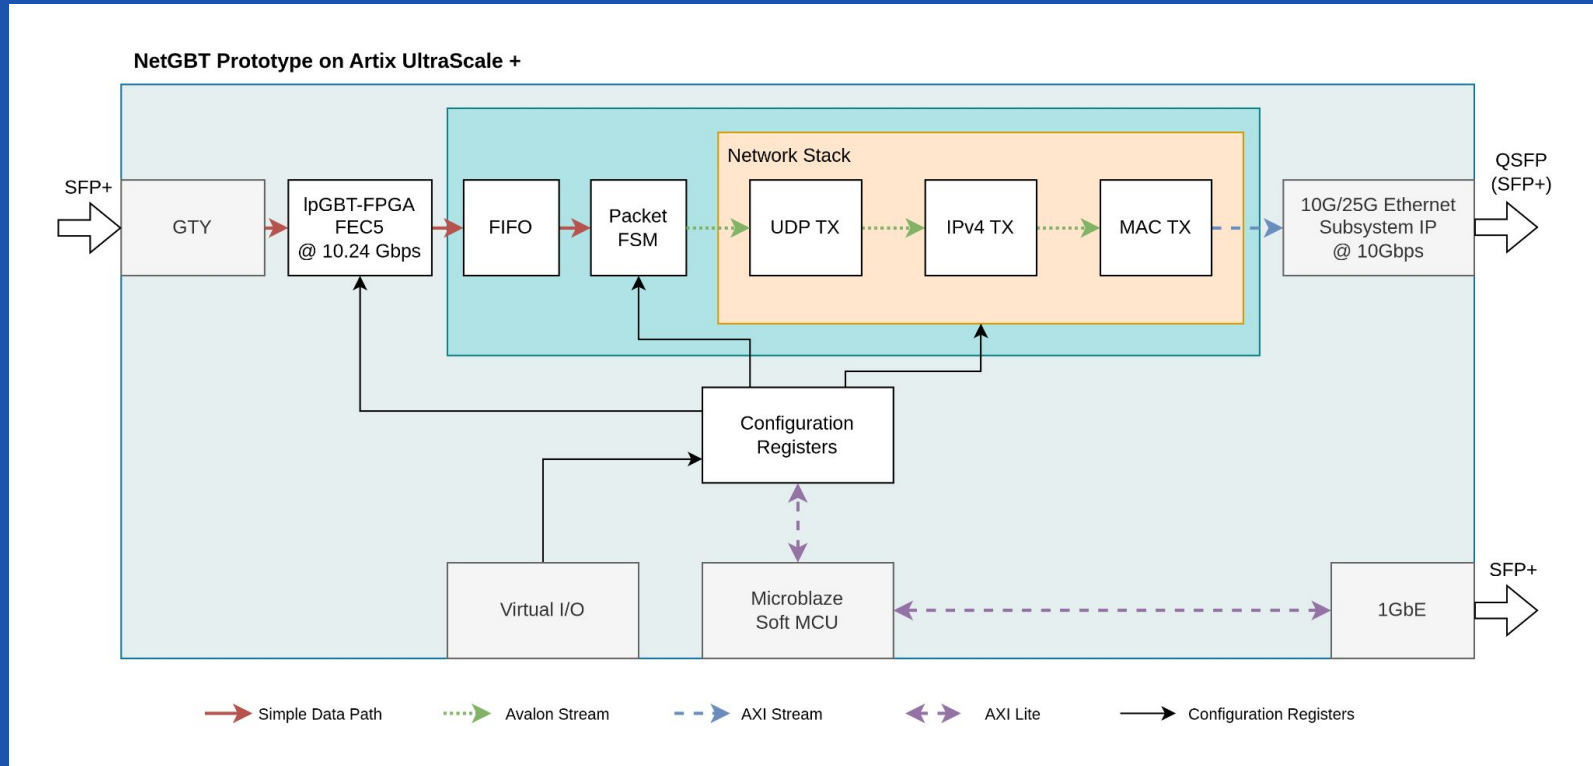 NetGBT Prototype on Artix UltraScale +
SFP+
GTY
lpGBT-FPGA
FEC5
@ 10.24 Gbps
FIFO
Packet
FSM
Network Stack
UDP TX
IPv4 TX
MAC TX
10G/25G Ethernet
Subsystem IP
@ 10Gbps
QSFP
(SFP+)
Configuration
Registers
Virtual I/O
Microblaze
Soft MCU
1GbE
SFP+
Simple Data Path
Avalon Stream
AXI Stream
AXI Lite
Configuration Registers